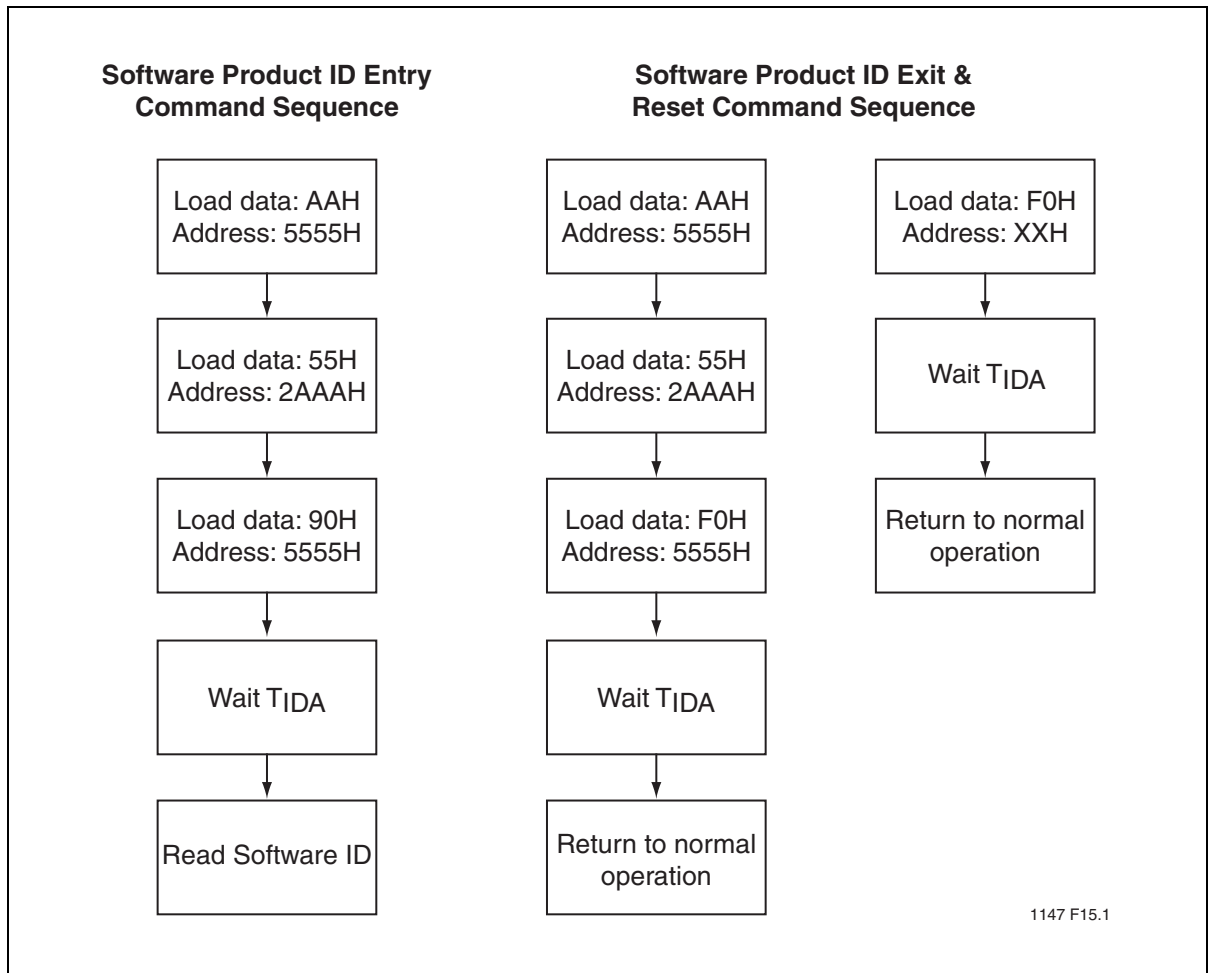 Software Product ID Entry
Command Sequence
Load data: AAH
Address: 5555H
Load data: 55H
Address: 2AAAH
Load data: 90H
Address: 5555H
Wait TIDA
Read Software ID
Software Product ID Exit &
Reset Command Sequence
Load data: AAH
Address: 5555H
Load data: 55H
Address: 2AAAH
Load data: F0H
Address: 5555H
Wait TIDA
Return to normal
operation
Load data: F0H
Address: XXH
Wait TIDA
Return to normal
operation
1147 F15.1